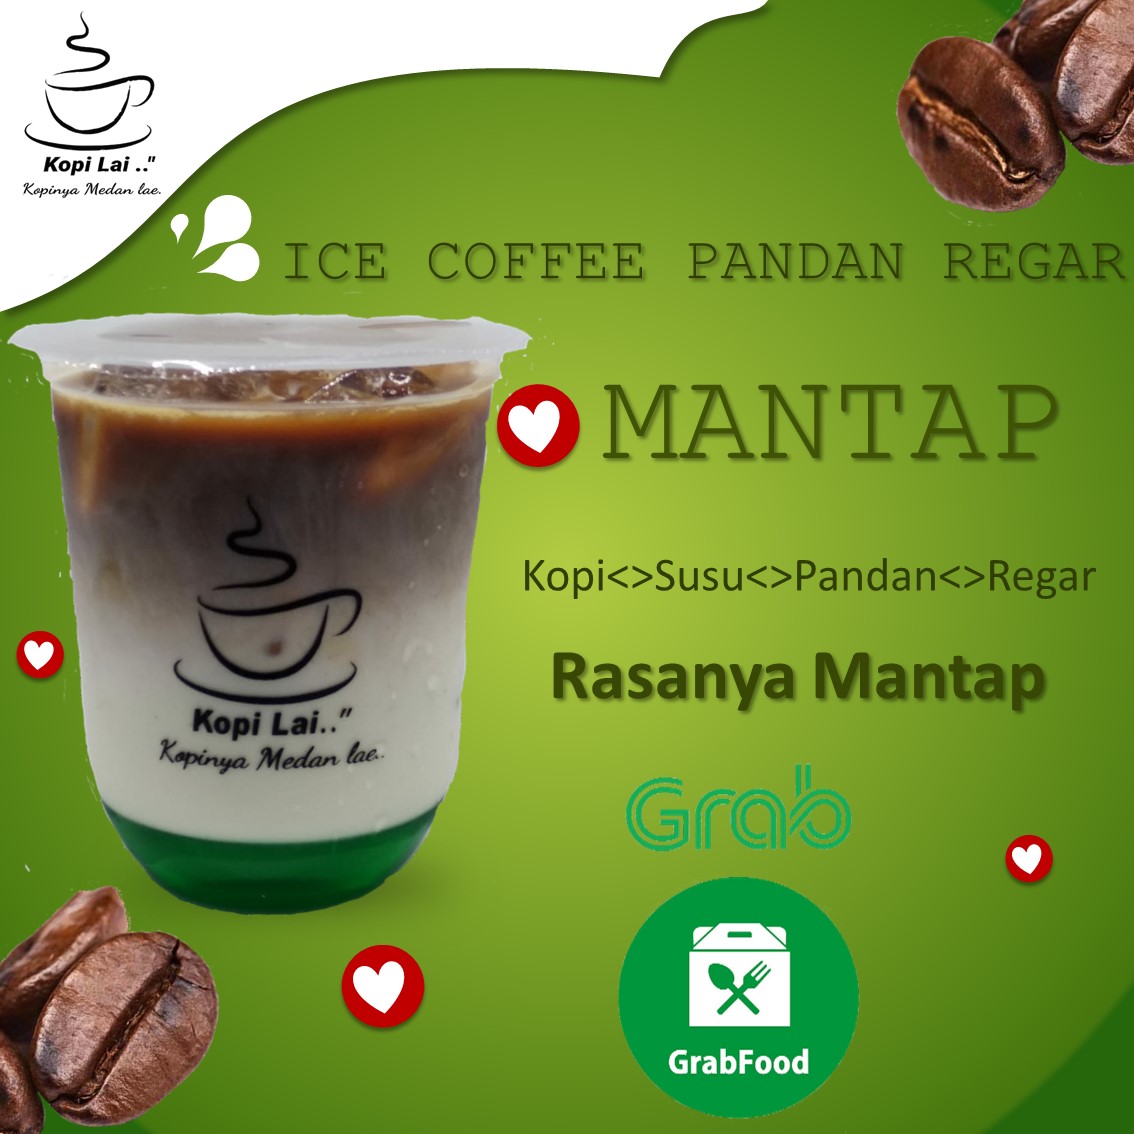 Kopi Lai .."
Kopinya Medan lae.
ICE COFFEE PANDAN REGAR
MANTAP
Kopi<>Susu<>Pandan<>Regar
Rasanya Mantap
Kopi Lai.."
Kopinya Medan lae..
Grab
GrabFood